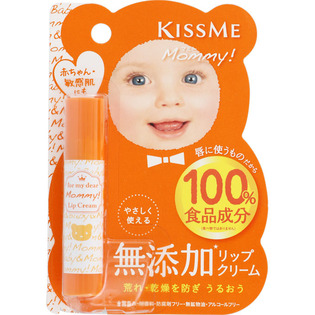 KISSME
Mommy!
赤ちゃん・
敏感肌
にも
唇に使うものだから
100%
食品成分
やさしく
使える
for my dear
Mommy!
Lip Cream
無添加*リップ
クリーム
荒れ・乾燥を防ぎ うるおう